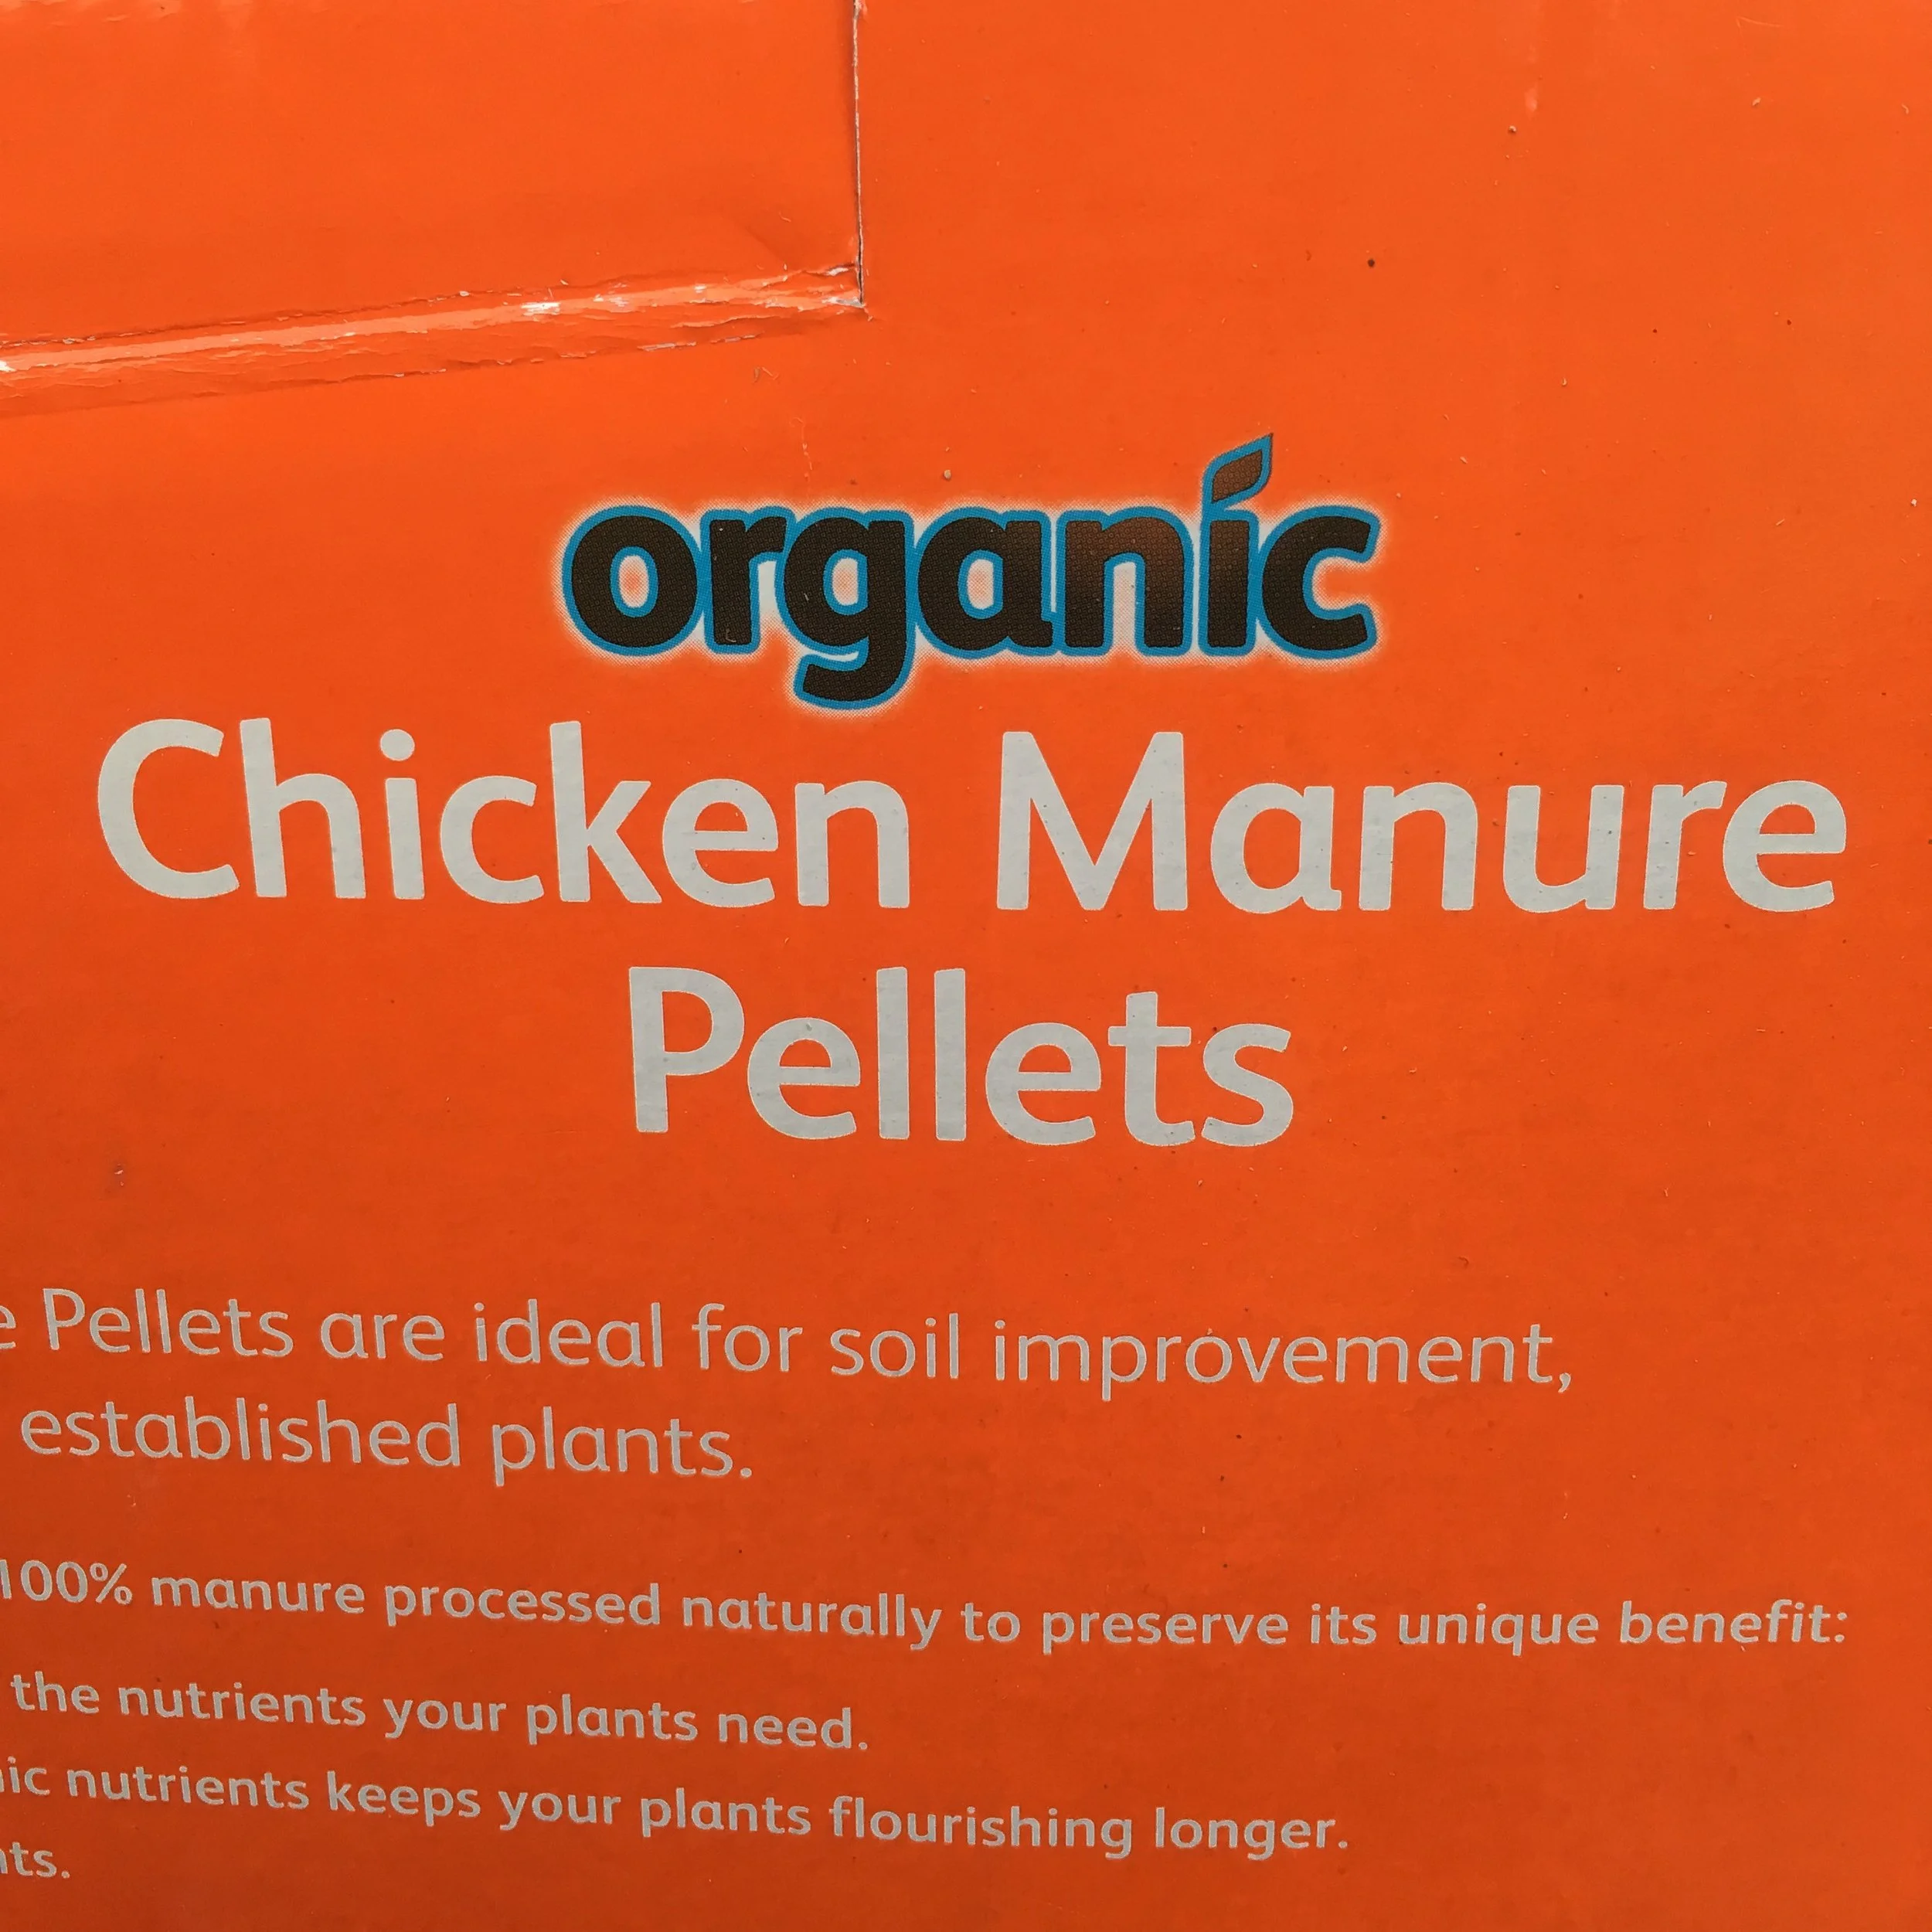 organic
Chicken Manure
Pellets
Pellets are ideal for soil improvement,
established plants.
100% manure processed naturally to preserve its unique benefit:
the nutrients your plants need.
nutrients keeps your plants flourishing longer.